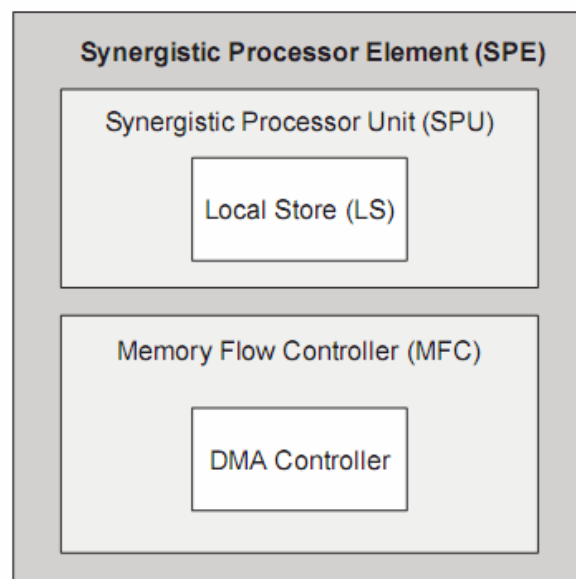 Synergistic Processor Element (SPE)
Synergistic Processor Unit (SPU)
Local Store (LS)
Memory Flow Controller (MFC)
DMA Controller